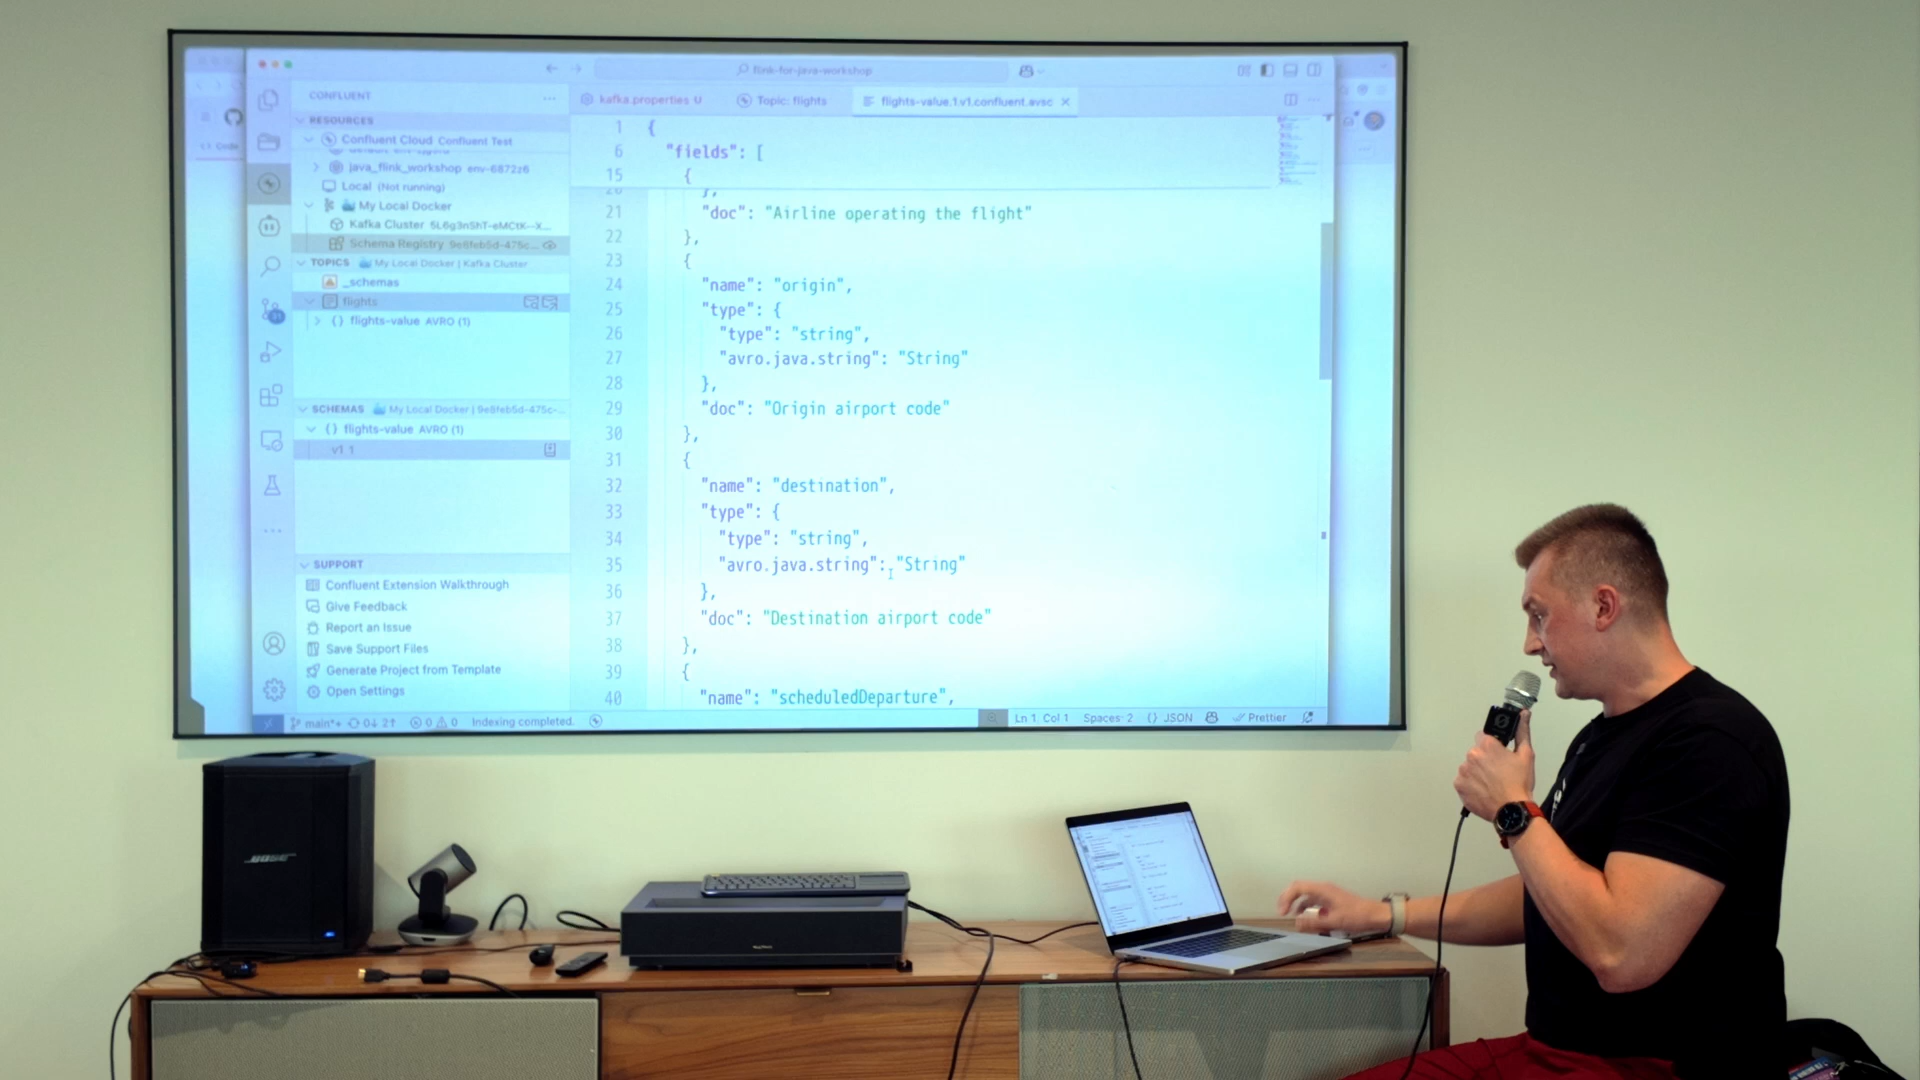 flink-for-java-workshop
CONFLUENT
RESOURCES
Confluent Cloud Confluent Test
java_flink_workshop env-6872z6
Local (Not running)
My Local Docker
Kafka Cluster
Schema Registry
TOPICS My Local Docker | Kafka Cluster
_schemas
flights
flights-value AVRO (1)
SCHEMAS My Local Docker |
flights-value AVRO (1)
v1 1
SUPPORT
Confluent Extension Walkthrough
Give Feedback
Report an Issue
Save Support Files
Generate Project from Template
Open Settings
kafka.properties U
Topic: flights
flights-value.1.v1.confluent.avsc
1 {
6 "fields": [
15 {
21 "doc": "Airline operating the flight"
22 },
23 {
24 "name": "origin",
25 "type": {
26 "type": "string",
27 "avro.java.string": "String"
28 },
29 "doc": "Origin airport code"
30 },
31 {
32 "name": "destination",
33 "type": {
34 "type": "string",
35 "avro.java.string": "String"
36 },
37 "doc": "Destination airport code"
38 },
39 {
40 "name": "scheduledDeparture",
main*+ 0↓ 2↑ 0 0 Indexing completed.
Ln 1, Col 1 Spaces: 2 {} JSON Prettier
BOSE